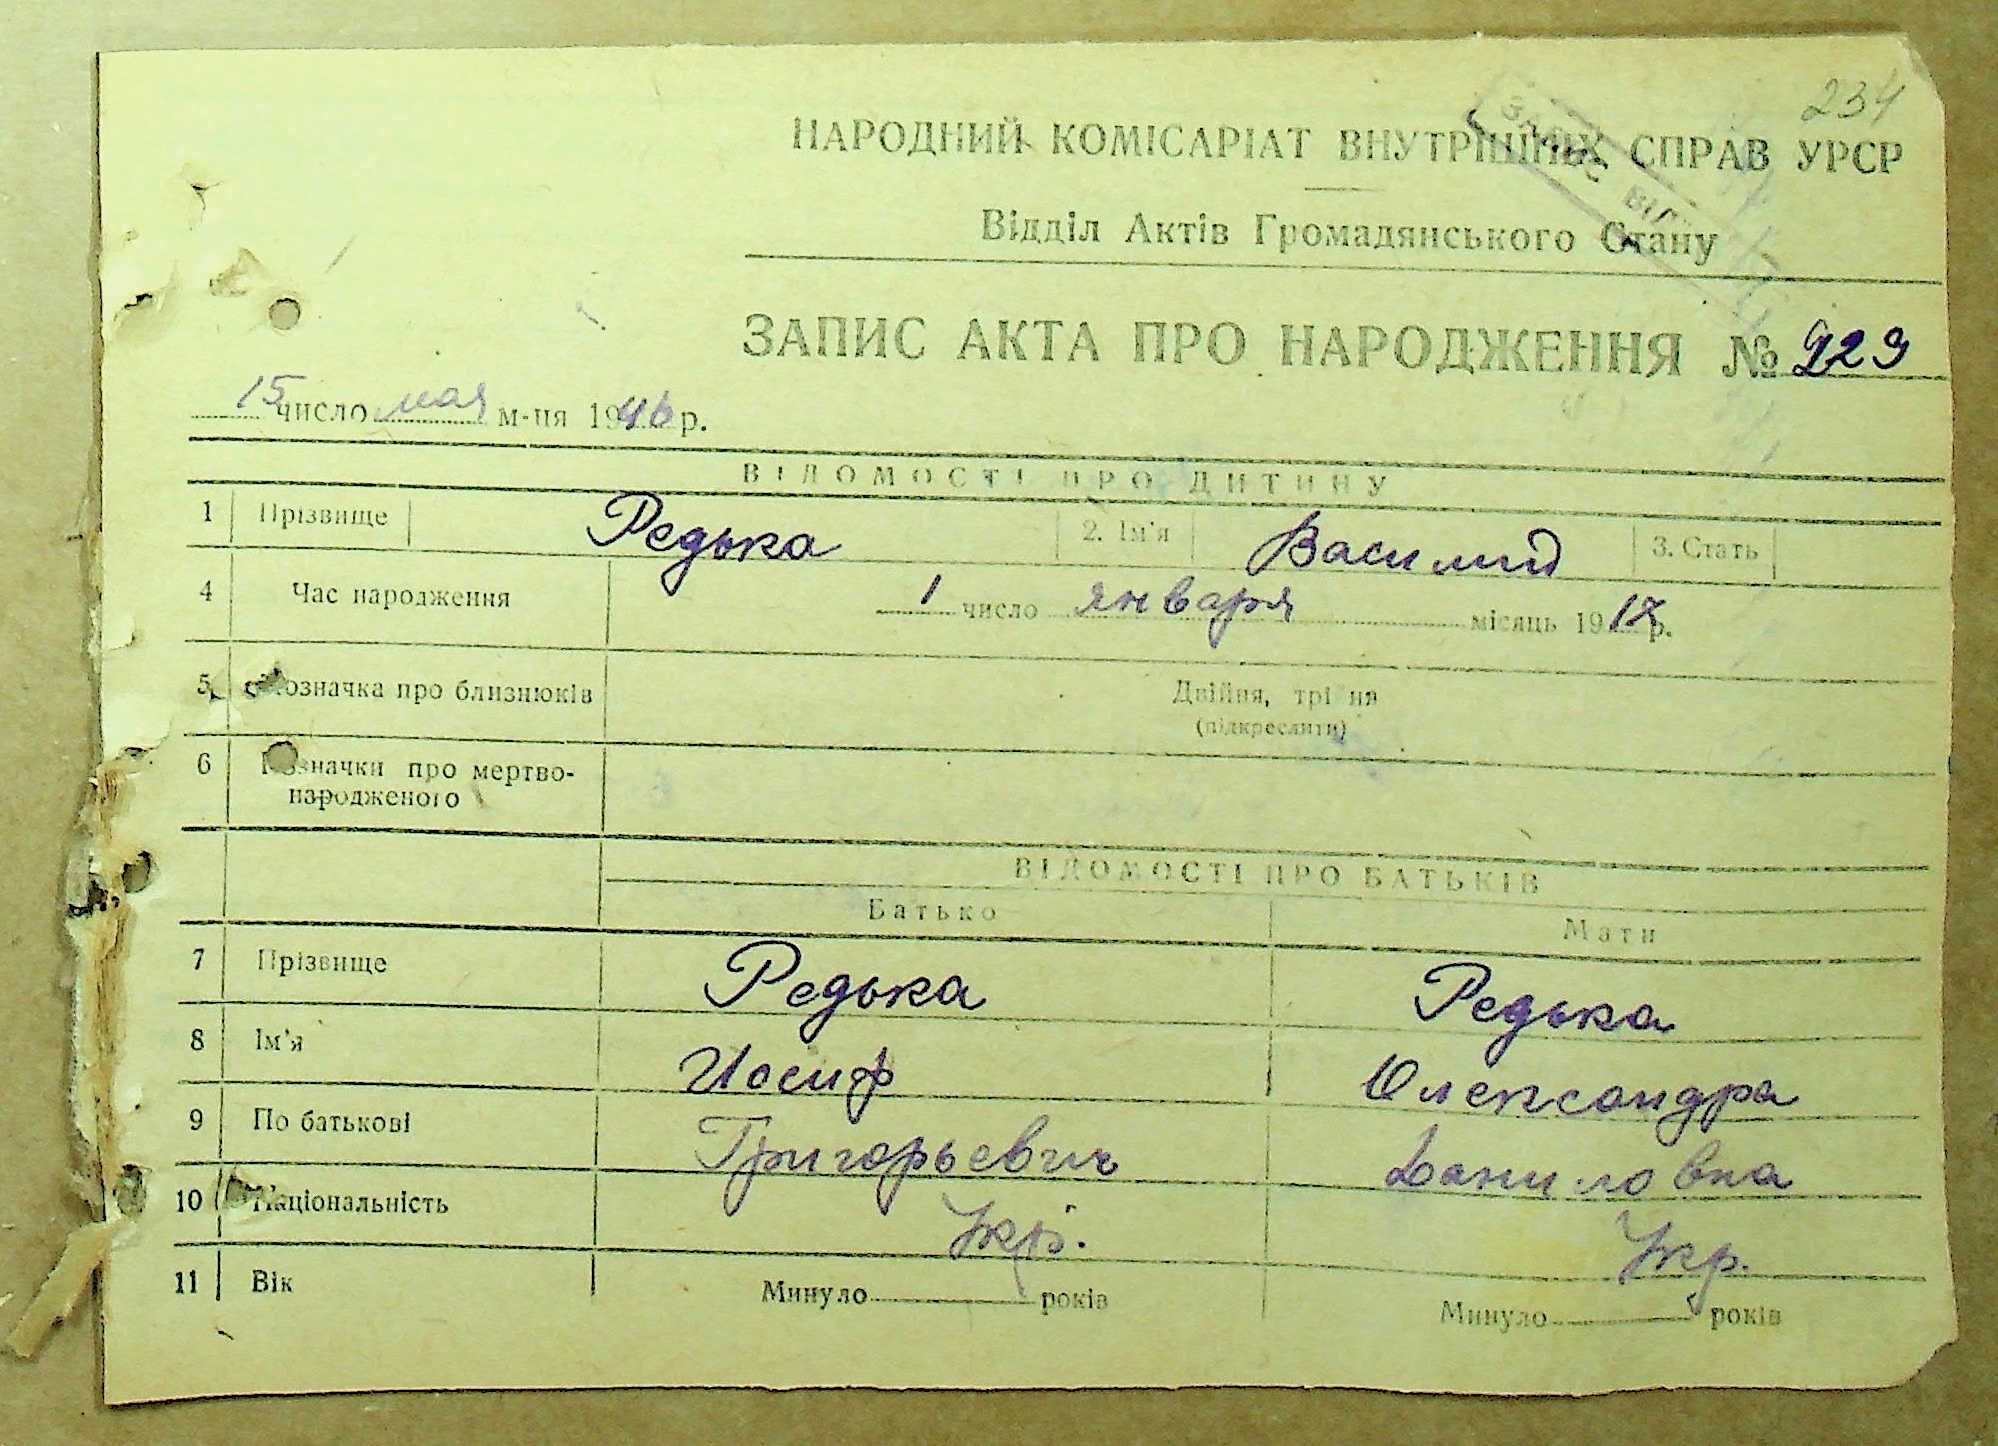 234
НАРОДНИЙ КОМІСАРІАТ ВНУТРІШНІХ СПРАВ УРСР
Відділ Актів Громадянського Стану
ЗАПИС АКТА ПРО НАРОДЖЕННЯ № 929
15 число мая м-ця 1946 р.
ВІДОМОСТІ ПРО ДИТИНУ
1 Прізвище Редька 2. Ім'я Василий 3. Стать
4 Час народження 1 число января місяць 1917 р.
5 Позначка про близнюків Двійня, трійня
(підкреслити)
6 Позначки про мертво-
народженого
ВІДОМОСТІ ПРО БАТЬКІВ
Батько Мати
7 Прізвище Редька Редька
8 Ім'я Иосиф Олександра
9 По батькові Григорьевич Даниловна
10 Національність Укр. Укр.
11 Вік Минуло років Минуло років